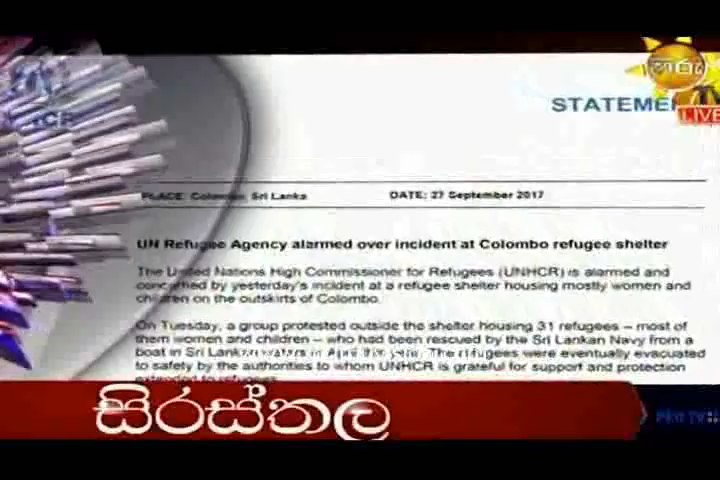 හිරු
LIVE
STATEMEN
HCR
PLACE: Colombo, Sri Lanka DATE: 27 September 2017
UN Refugee Agency alarmed over incident at Colombo refugee shelter
The United Nations High Commissioner for Refugees (UNHCR) is alarmed and
concerned by yesterday's incident at a refugee shelter housing mostly women and
children on the outskirts of Colombo.
On Tuesday, a group protested outside the shelter housing 31 refugees – most of
them women and children – who had been rescued by the Sri Lankan Navy from a
boat in Sri Lankan The refugees were eventually evacuated
to safety by the authorities to whom UNHCR is grateful for support and protection
extended to refugees
සිරස්තල